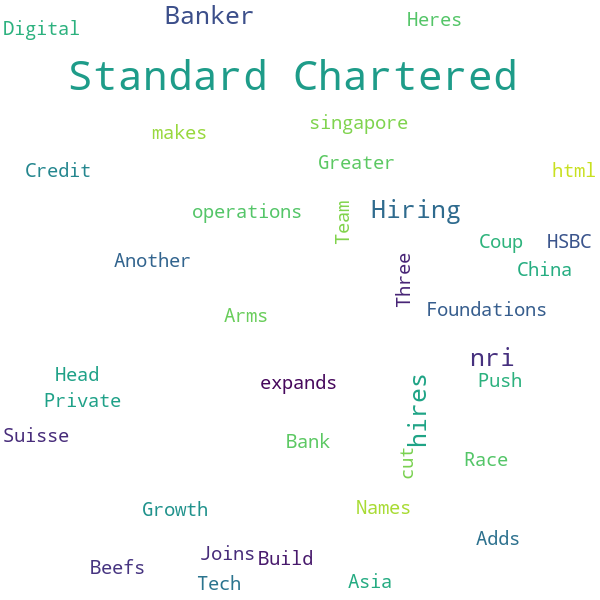 Banker
Heres
Digital
Standard Chartered
singapore
makes
Greater
Credit
html
operations
Team
Hiring
Coup
HSBC
Another
China
Three
Foundations
Arms
nri
Head
expands
Push
Private
hires
Suisse
Bank
cut
Race
Growth
Names
Adds
Joins
Build
Beefs
Tech
Asia